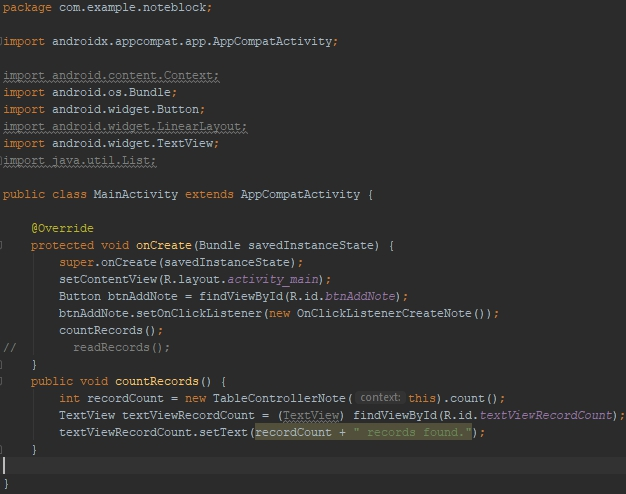 package com.example.noteblock;
import androidx.appcompat.app.AppCompatActivity;
import android.content.Context;
import android.os.Bundle;
import android.widget.Button;
import android.widget.LinearLayout;
import android.widget.TextView;
import java.util.List;
public class MainActivity extends AppCompatActivity {
@Override
protected void onCreate(Bundle savedInstanceState) {
super.onCreate(savedInstanceState);
setContentView(R.layout.activity_main);
Button btnAddNote = findViewById(R.id.btnAddNote);
btnAddNote.setOnClickListener(new OnClickListenerCreateNote());
countRecords();
// readRecords();
}
public void countRecords() {
int recordCount = new TableControllerNote( context: this).count();
TextView textViewRecordCount = (TextView) findViewById(R.id.textViewRecordCount);
textViewRecordCount.setText(recordCount + " records found.");
}
}